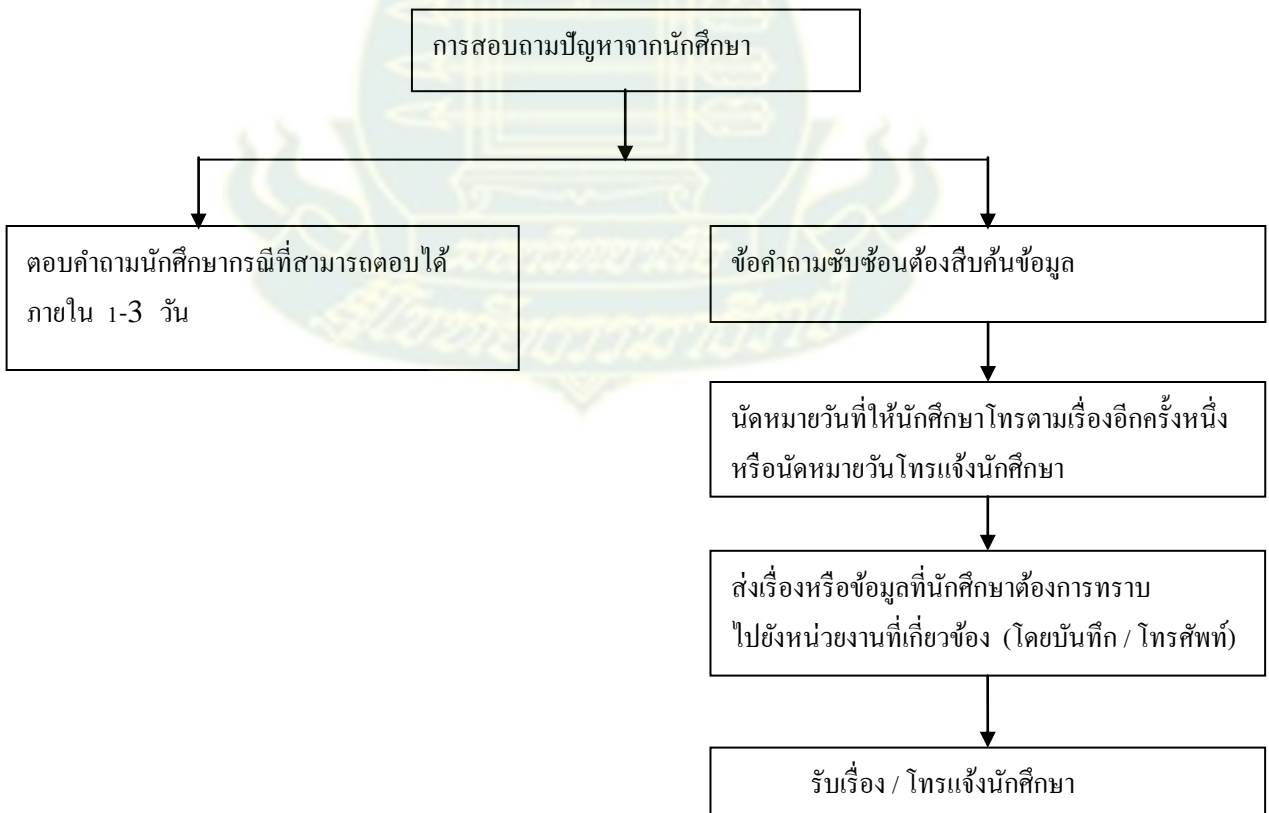 การสอบถามปัญหาจากนักศึกษา
ตอบคำถามนักศึกษากรณีที่สามารถตอบได้
ภายใน 1-3 วัน
ข้อคำถามซับซ้อนต้องสืบค้นข้อมูล
นัดหมายวันที่ให้นักศึกษาโทรตามเรื่องอีกครั้งหนึ่ง
หรือนัดหมายวันโทรแจ้งนักศึกษา
ส่งเรื่องหรือข้อมูลที่นักศึกษาต้องการทราบ
ไปยังหน่วยงานที่เกี่ยวข้อง (โดยบันทึก / โทรศัพท์)
รับเรื่อง / โทรแจ้งนักศึกษา